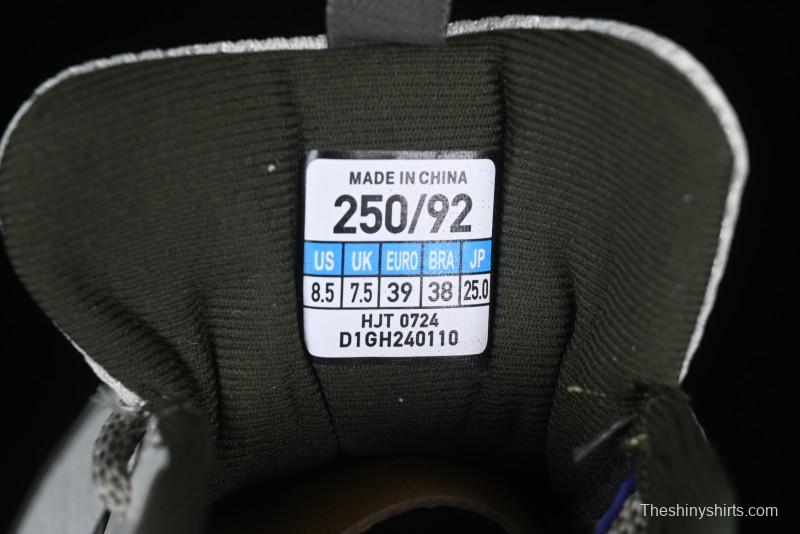 MADE IN CHINA
250/92
US UK EURO BRA JP
8.5 7.5 39 38 25.0
HJT 0724
D1GH240110
Theshinyshirts.com